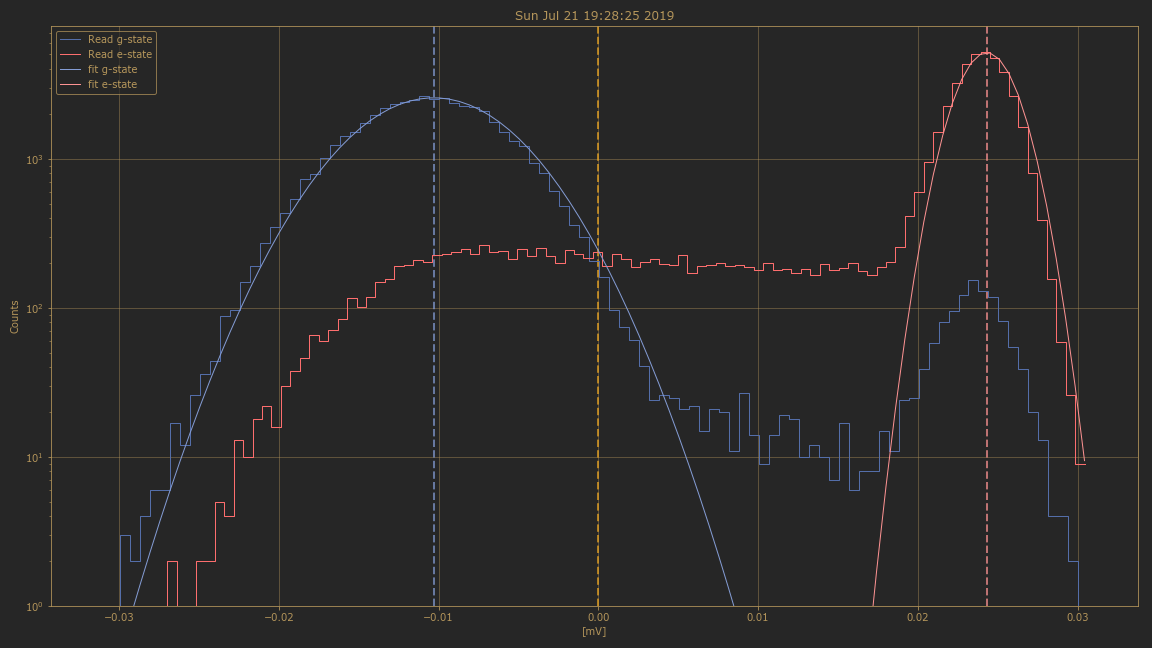 Sun Jul 21 19:28:25 2019
Read g-state
Read e-state
fit g-state
fit e-state
Counts
10³
10²
10¹
10⁰
−0.03
−0.02
−0.01
0.00
0.01
0.02
0.03
[mV]